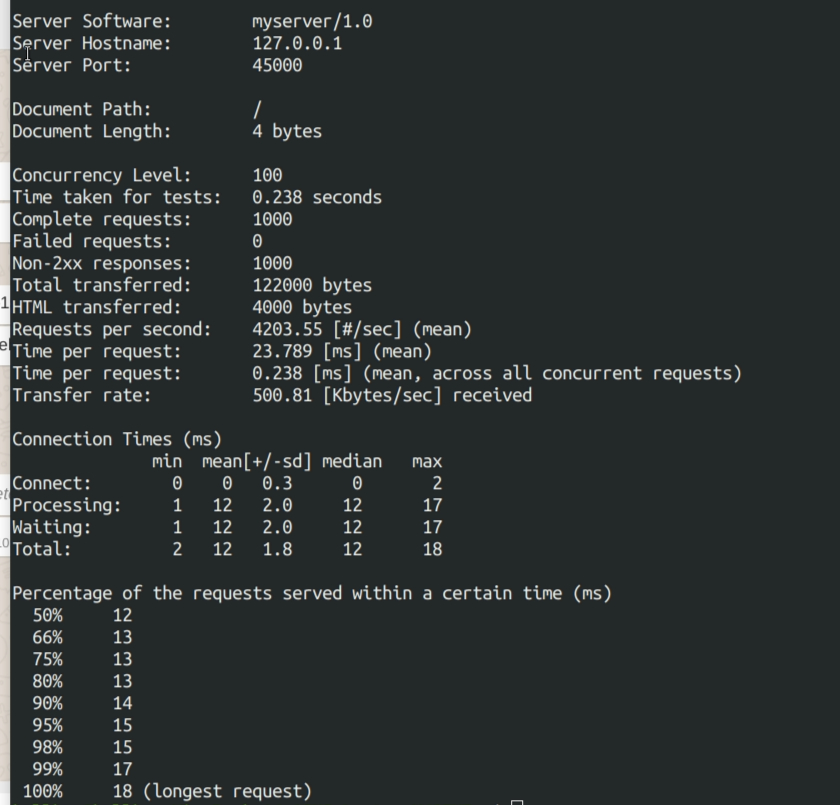 Server Software: myserver/1.0
Server Hostname: 127.0.0.1
Server Port: 45000
Document Path: /
Document Length: 4 bytes
Concurrency Level: 100
Time taken for tests: 0.238 seconds
Complete requests: 1000
Failed requests: 0
Non-2xx responses: 1000
Total transferred: 122000 bytes
HTML transferred: 4000 bytes
Requests per second: 4203.55 [#/sec] (mean)
Time per request: 23.789 [ms] (mean)
Time per request: 0.238 [ms] (mean, across all concurrent requests)
Transfer rate: 500.81 [Kbytes/sec] received
Connection Times (ms)
min mean[+/-sd] median max
Connect: 0 0 0.3 0 2
Processing: 1 12 2.0 12 17
Waiting: 1 12 2.0 12 17
Total: 2 12 1.8 12 18
Percentage of the requests served within a certain time (ms)
50% 12
66% 13
75% 13
80% 13
90% 14
95% 15
98% 15
99% 17
100% 18 (longest request)